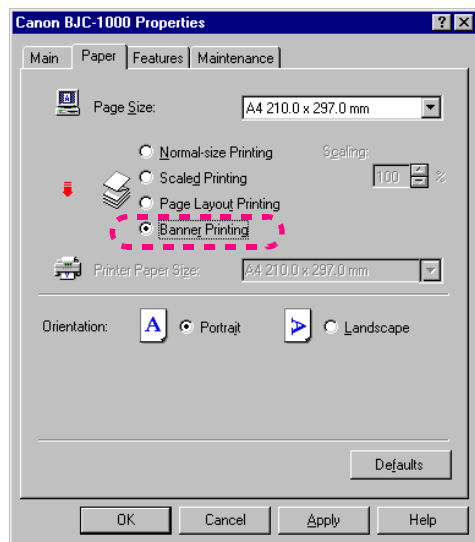 Canon BJC-1000 Properties
Main Paper Features Maintenance
Page Size: A4 210.0 x 297.0 mm
Normal-size Printing Scaling:
Scaled Printing 100 %
Page Layout Printing
Banner Printing
Printer Paper Size: A4 210.0 x 297.0 mm
Orientation: A Portrait A Landscape
Defaults
OK Cancel Apply Help